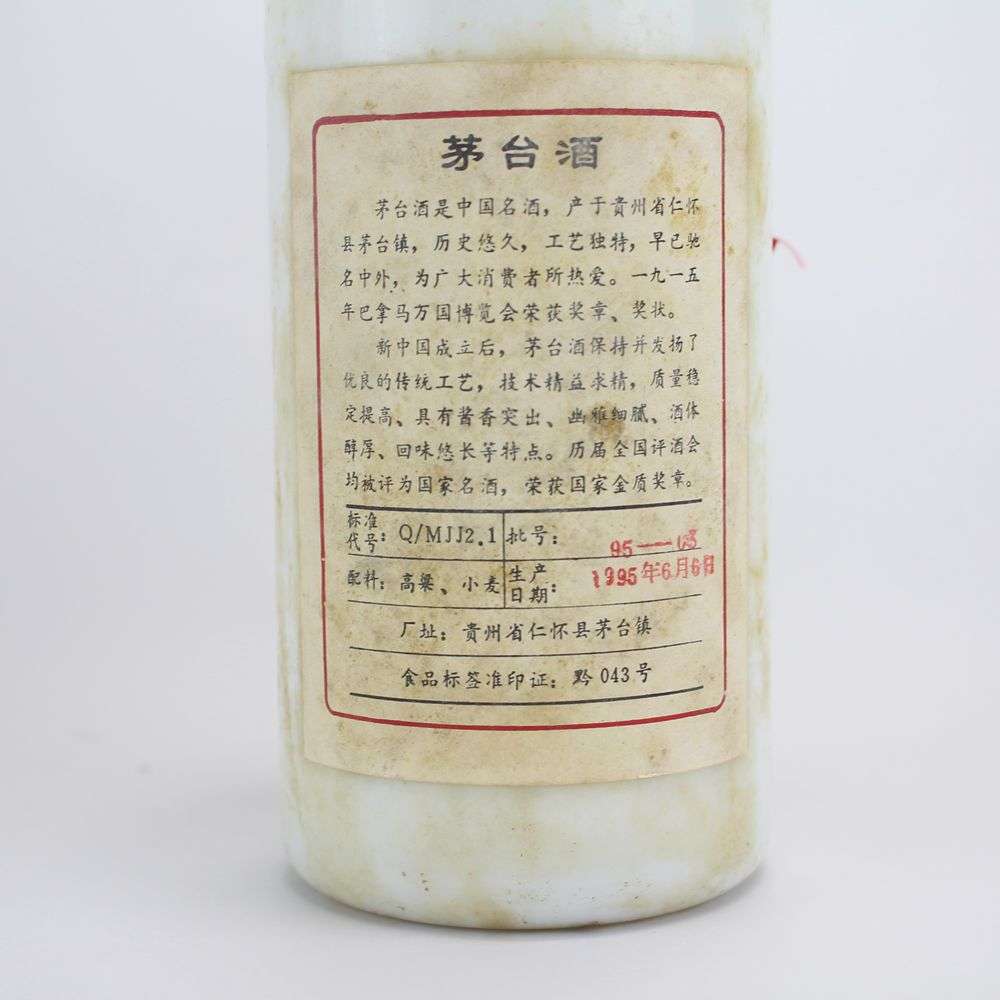 茅台酒
茅台酒是中国名酒，产于贵州省仁怀
县茅台镇，历史悠久，工艺独特，早已驰
名中外，为广大消费者所热爱。一九一五
年巴拿马万国博览会荣获奖章、奖状。
新中国成立后，茅台酒保持并发扬了
优良的传统工艺，技术精益求精，质量稳
定提高、具有酱香突出、幽雅细腻、酒体
醇厚、回味悠长等特点。历届全国评酒会
均被评为国家名酒，荣获国家金质奖章。
标准代号：Q/MJJ2.1 批号：95—03
配料：高粱、小麦 生产日期：1995年6月6日
厂址：贵州省仁怀县茅台镇
食品标签准印证：黔043号